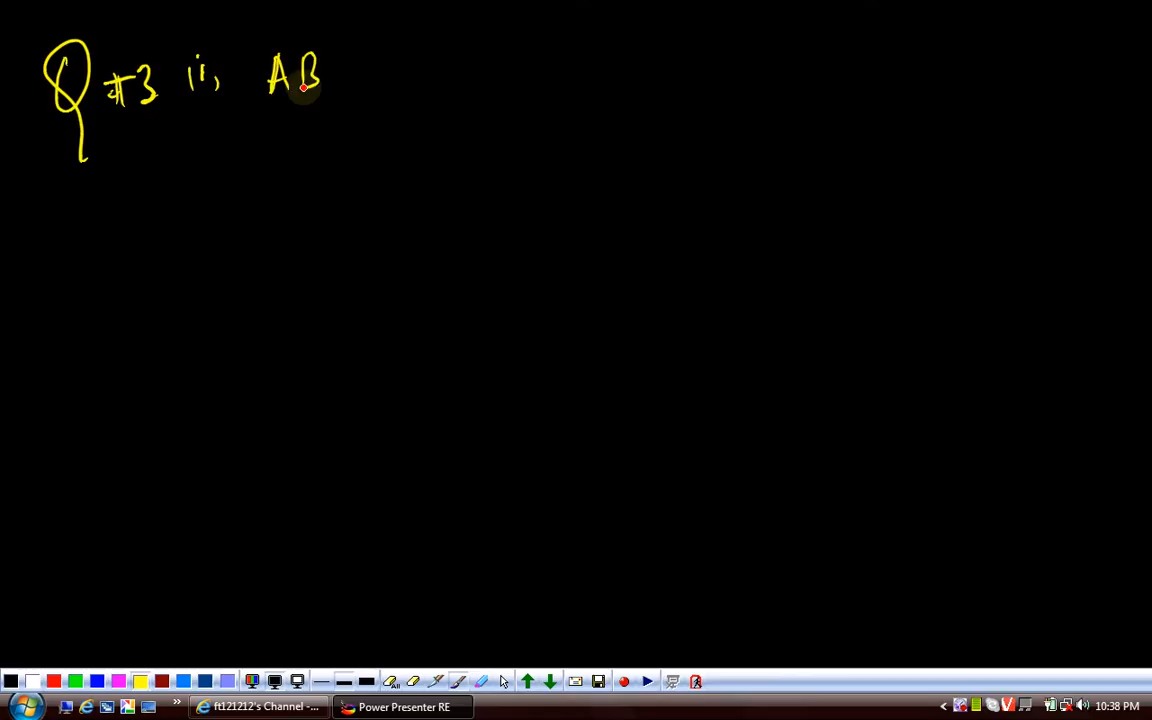 Q #3 ii, AB
ft121212's Channel -...
Power Presenter RE
10:38 PM